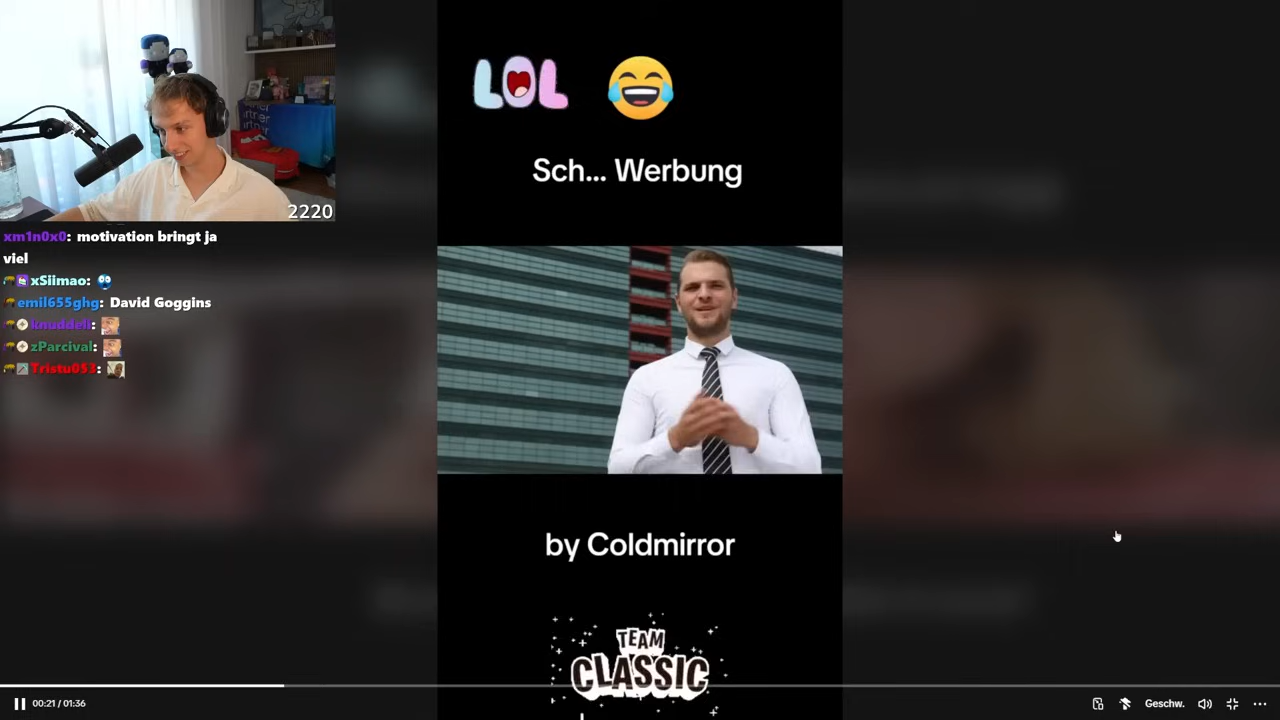 LOL
Sch... Werbung
2220
xm1n0x0: motivation bringt ja
viel
xSiimao:
emil655ghg: David Goggins
knuddeli:
zParcival:
Tristu053:
by Coldmirror
TEAM
CLASSIC
00:21 / 01:36
Geschw.